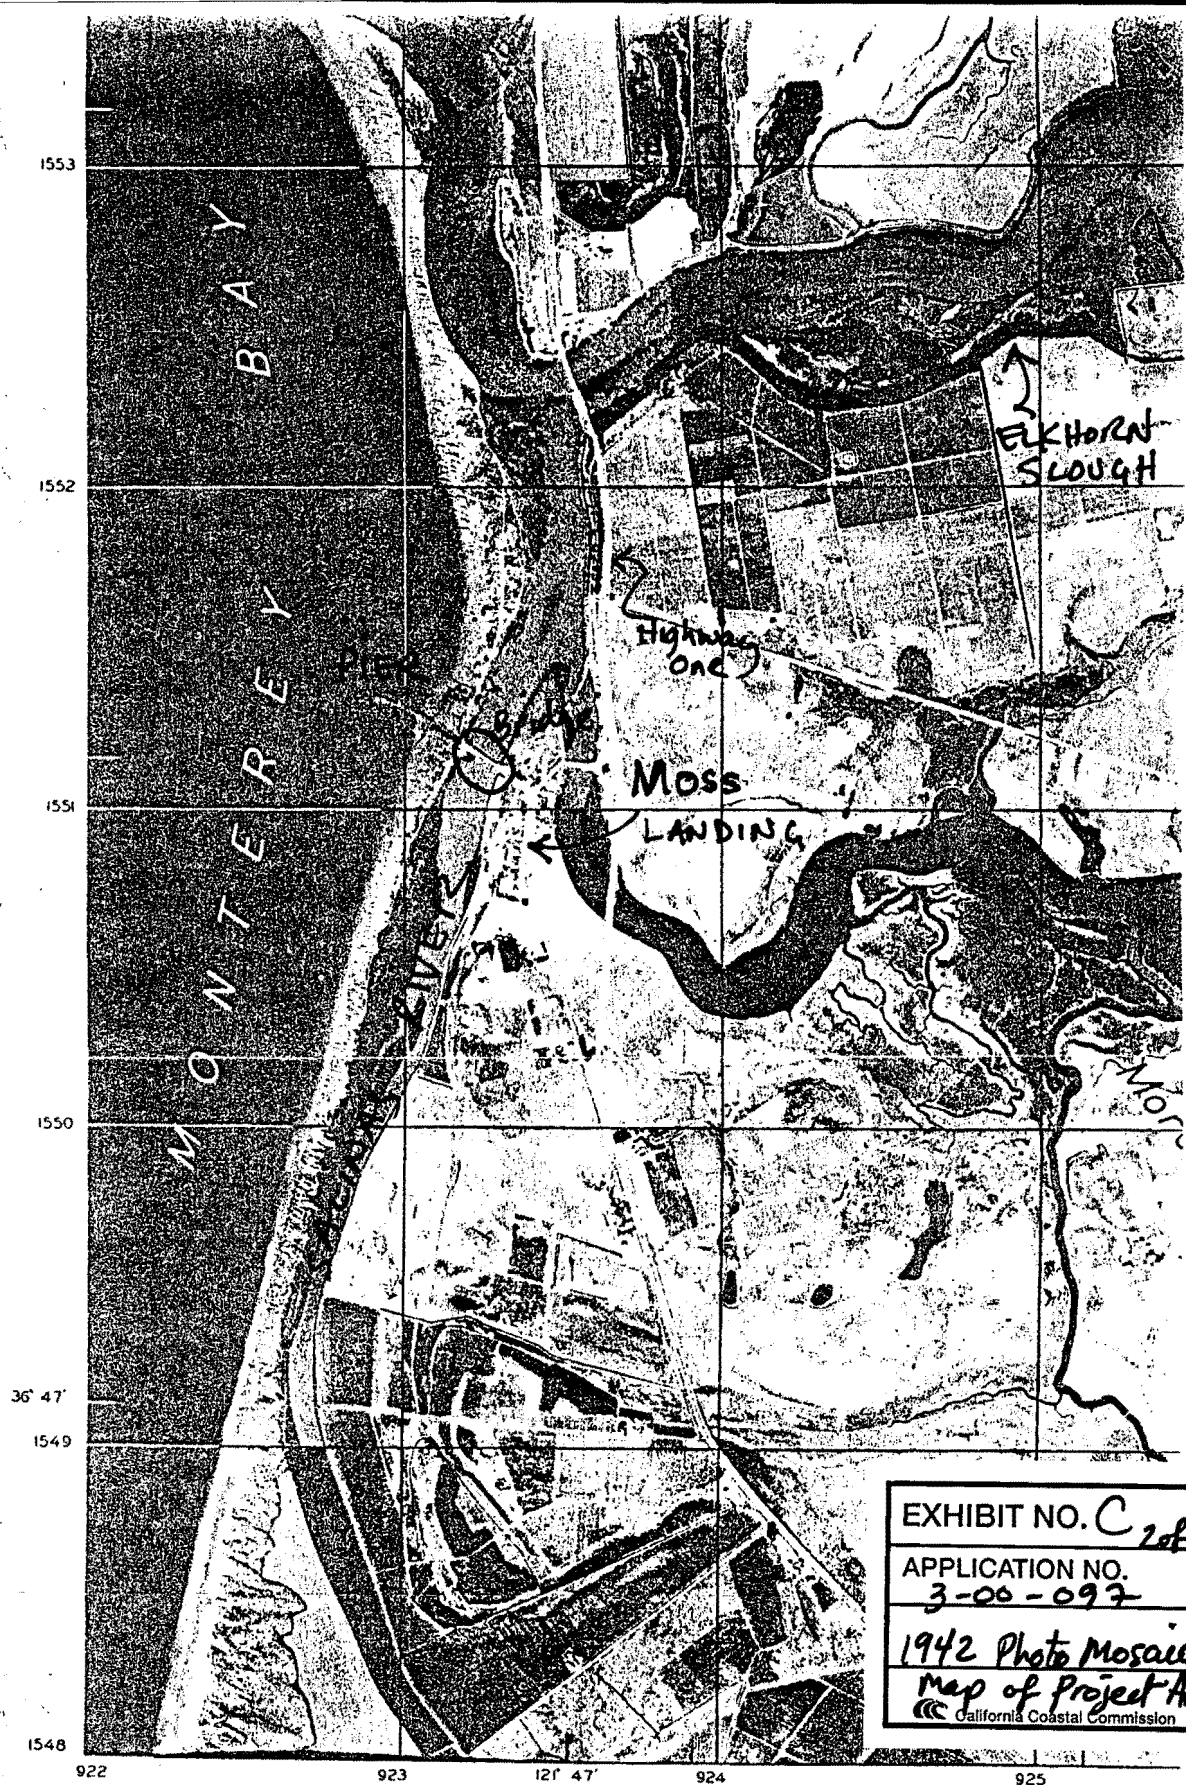 1553
MONTEREY BAY
ELKHORN
SLOUGH
1552
PIER
Highway
One
Bridge
MOSS
LANDING
1551
RIVER
1550
36° 47'
1549
1548
922
923
121° 47'
924
925
EXHIBIT NO. C
2 of
APPLICATION NO.
3-00-097
1942 Photo Mosaic
Map of Project A
California Coastal Commission